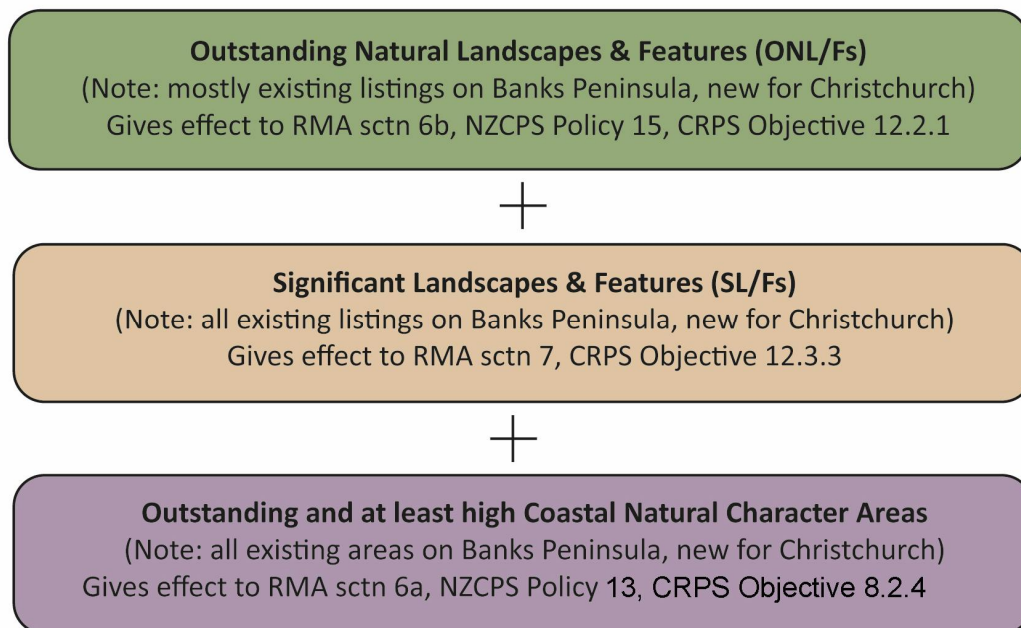 Outstanding Natural Landscapes & Features (ONL/Fs)
(Note: mostly existing listings on Banks Peninsula, new for Christchurch)
Gives effect to RMA sctn 6b, NZCPS Policy 15, CRPS Objective 12.2.1
+
Significant Landscapes & Features (SL/Fs)
(Note: all existing listings on Banks Peninsula, new for Christchurch)
Gives effect to RMA sctn 7, CRPS Objective 12.3.3
+
Outstanding and at least high Coastal Natural Character Areas
(Note: all existing areas on Banks Peninsula, new for Christchurch)
Gives effect to RMA sctn 6a, NZCPS Policy 13, CRPS Objective 8.2.4